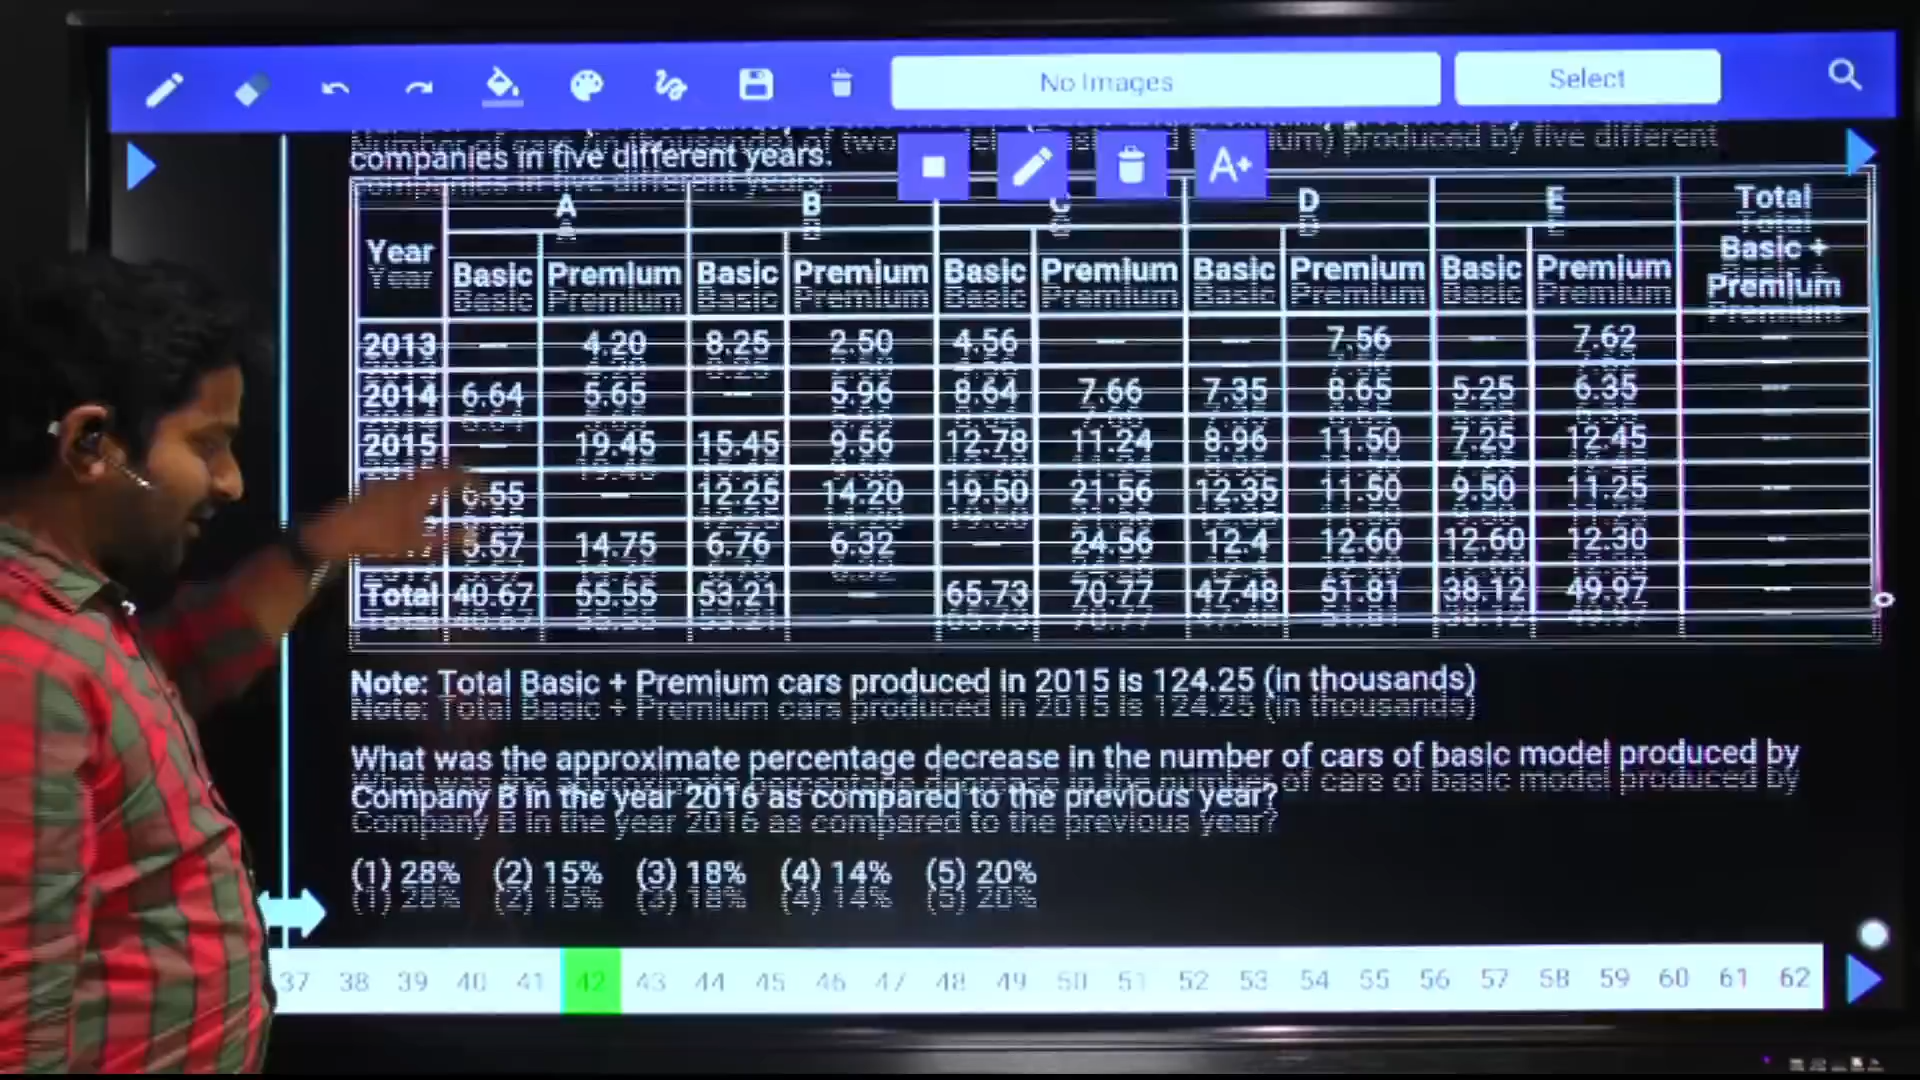 No Images
Select
companies in five different years.
A+
Year A B C D E Total
Basic Premium Basic Premium Basic Premium Basic Premium Basic Premium Basic + Premium
2013 — 4.20 8.25 2.50 4.56 — — 7.56 — 7.62 —
2014 6.64 5.65 — 5.96 8.64 7.66 7.35 8.65 5.25 6.35 —
2015 — 19.45 15.45 9.56 12.78 11.24 8.96 11.50 7.25 12.45 —
.55 — 12.25 14.20 19.50 21.56 12.35 11.50 9.50 11.25 —
.57 14.75 6.76 6.32 — 24.56 12.4 12.60 12.60 12.30 —
Total 40.67 55.55 53.21 — 65.73 70.77 47.48 51.81 38.12 49.97 —
Note: Total Basic + Premium cars produced in 2015 is 124.25 (in thousands)
What was the approximate percentage decrease in the number of cars of basic model produced by
Company B in the year 2016 as compared to the previous year?
(1) 28% (2) 15% (3) 18% (4) 14% (5) 20%
37 38 39 40 41 42 43 44 45 46 47 48 49 50 51 52 53 54 55 56 57 58 59 60 61 62